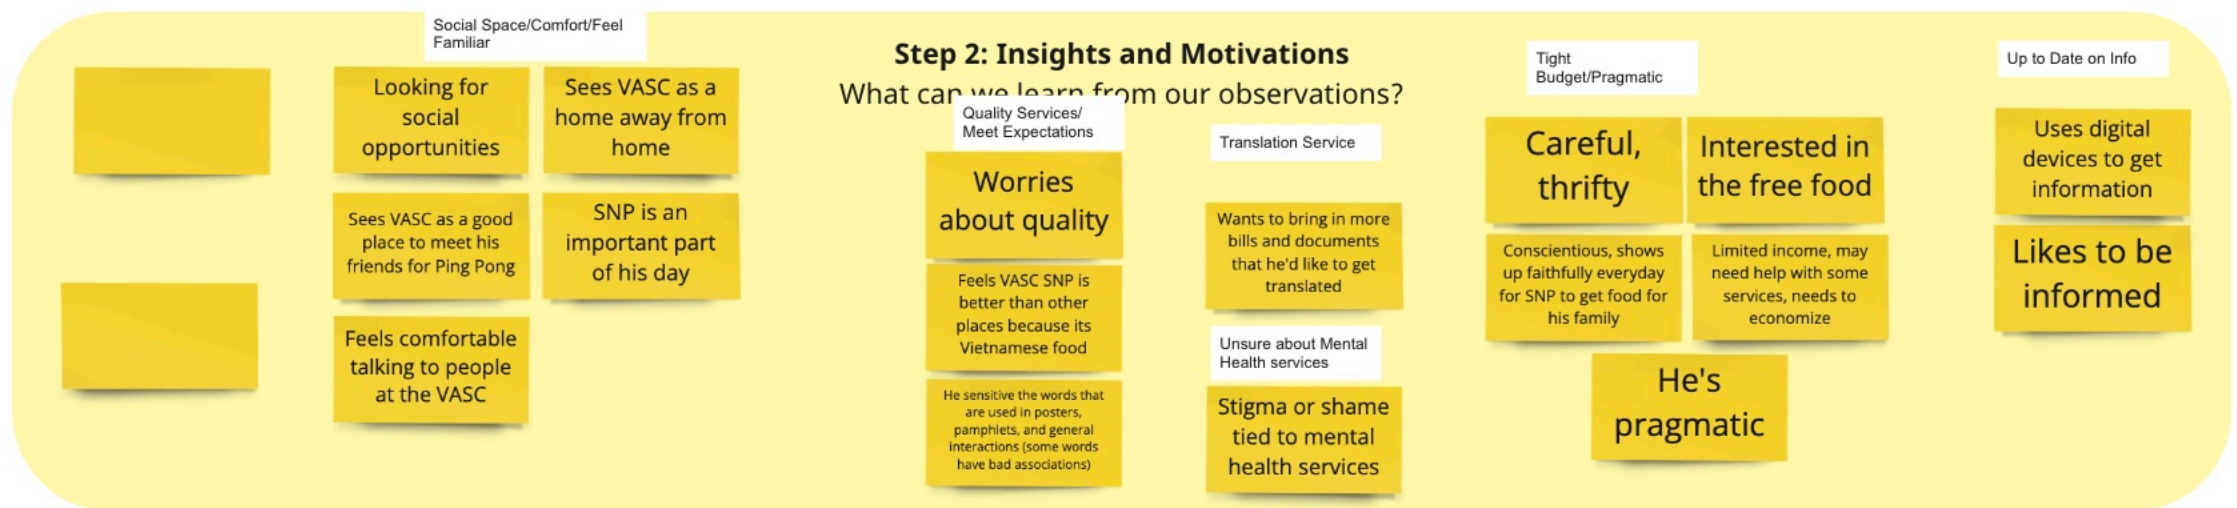 Social Space/Comfort/Feel
Familiar
Looking for
social
opportunities
Sees VASC as a
home away from
home
Sees VASC as a good
place to meet his
friends for Ping Pong
SNP is an
important part
of his day
Feels comfortable
talking to people
at the VASC
Step 2: Insights and Motivations
What can we learn from our observations?
Quality Services/
Meet Expectations
Worries
about quality
Feels VASC SNP is
better than other
places because its
Vietnamese food
He sensitive the words that
are used in posters,
pamphlets, and general
interactions (some words
have bad associations)
Translation Service
Wants to bring in more
bills and documents
that he'd like to get
translated
Unsure about Mental
Health services
Stigma or shame
tied to mental
health services
Tight
Budget/Pragmatic
Careful,
thrifty
Interested in
the free food
Conscientious, shows
up faithfully everyday
for SNP to get food for
his family
Limited income, may
need help with some
services, needs to
economize
He's
pragmatic
Up to Date on Info
Uses digital
devices to get
information
Likes to be
informed